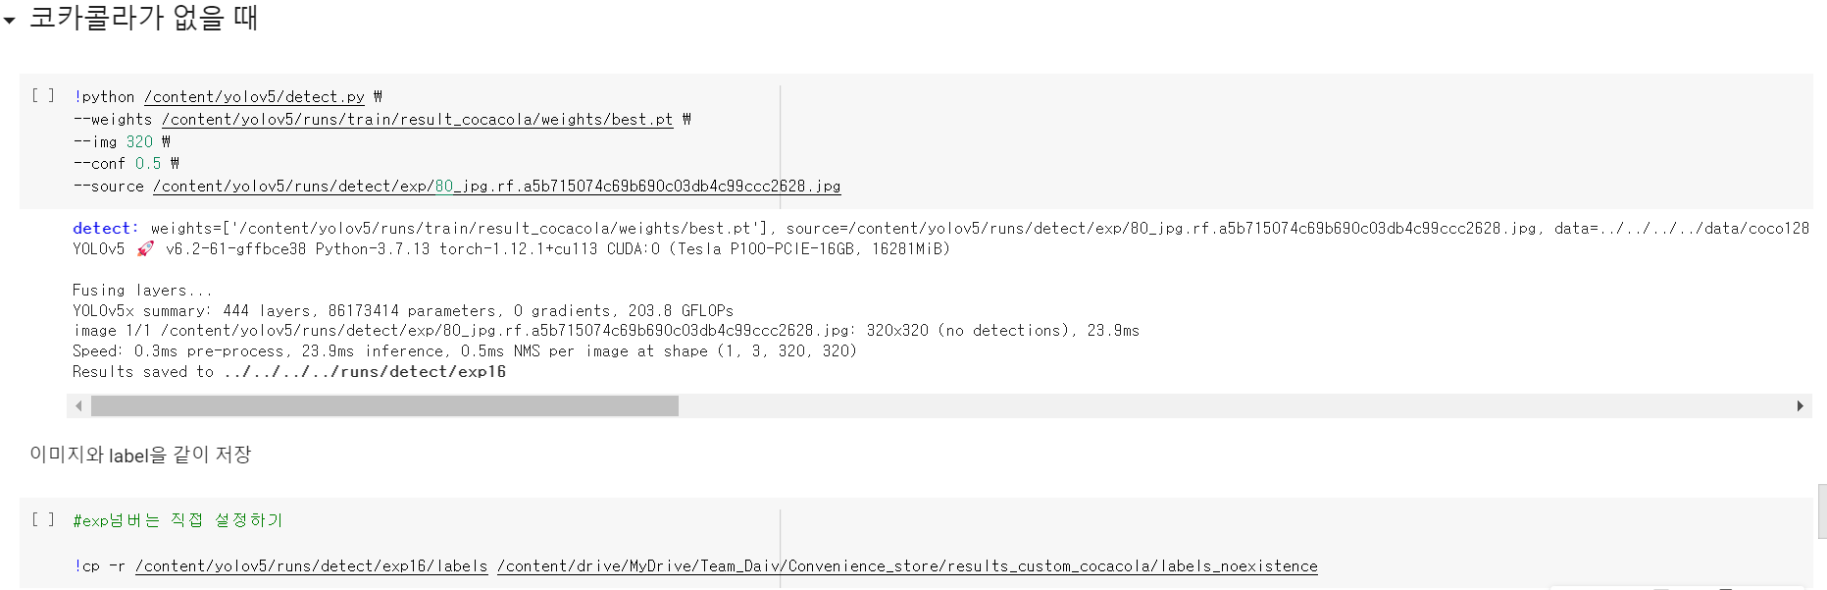 코카콜라가 없을 때
[ ] !python /content/yolov5/detect.py ₩
--weights /content/yolov5/runs/train/result_cocacola/weights/best.pt ₩
--img 320 ₩
--conf 0.5 ₩
--source /content/yolov5/runs/detect/exp/80_jpg.rf.a5b715074c69b690c03db4c99ccc2628.jpg
detect: weights=['/content/yolov5/runs/train/result_cocacola/weights/best.pt'], source=/content/yolov5/runs/detect/exp/80_jpg.rf.a5b715074c69b690c03db4c99ccc2628.jpg, data=../../../../data/coco128
YOLOv5 🚀 v6.2-61-gffbce38 Python-3.7.13 torch-1.12.1+cu113 CUDA:0 (Tesla P100-PCIE-16GB, 16281MiB)
Fusing layers...
YOLOv5x summary: 444 layers, 86173414 parameters, 0 gradients, 203.8 GFLOPs
image 1/1 /content/yolov5/runs/detect/exp/80_jpg.rf.a5b715074c69b690c03db4c99ccc2628.jpg: 320x320 (no detections), 23.9ms
Speed: 0.3ms pre-process, 23.9ms inference, 0.5ms NMS per image at shape (1, 3, 320, 320)
Results saved to ../../../../runs/detect/exp16
이미지와 label을 같이 저장
[ ] #exp넘버는 직접 설정하기
!cp -r /content/yolov5/runs/detect/exp16/labels /content/drive/MyDrive/Team_Daiv/Convenience_store/results_custom_cocacola/labels_noexistence